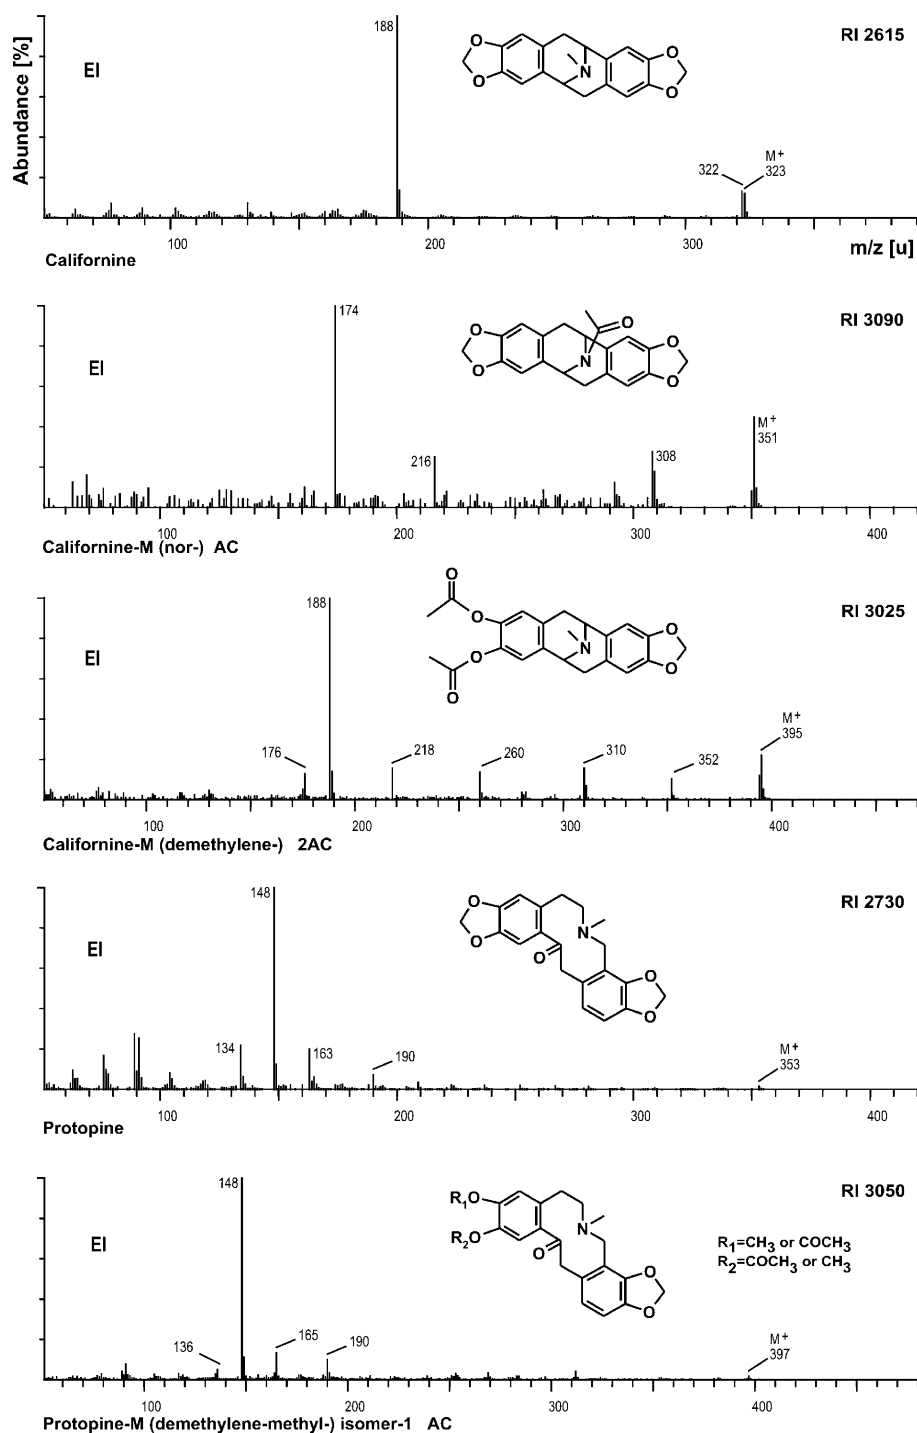 Abundance [%]
EI
188
RI 2615
O
O
N
O
O
322
M+
323
100
200
300
m/z [u]
Californine
EI
174
216
308
M+
351
RI 3090
O
O
O
N
O
O
100
200
300
400
Californine-M (nor-) AC
EI
188
176
218
260
310
352
M+
395
RI 3025
O
O
O
O
N
O
O
100
200
300
400
Californine-M (demethylene-) 2AC
EI
148
134
163
190
M+
353
RI 2730
O
O
N
O
O
O
100
200
300
400
Protopine
EI
148
136
165
190
M+
397
RI 3050
R1O
R2O
N
O
O
O
R1=CH3 or COCH3
R2=COCH3 or CH3
100
200
300
400
Protopine-M (demethylene-methyl-) isomer-1 AC